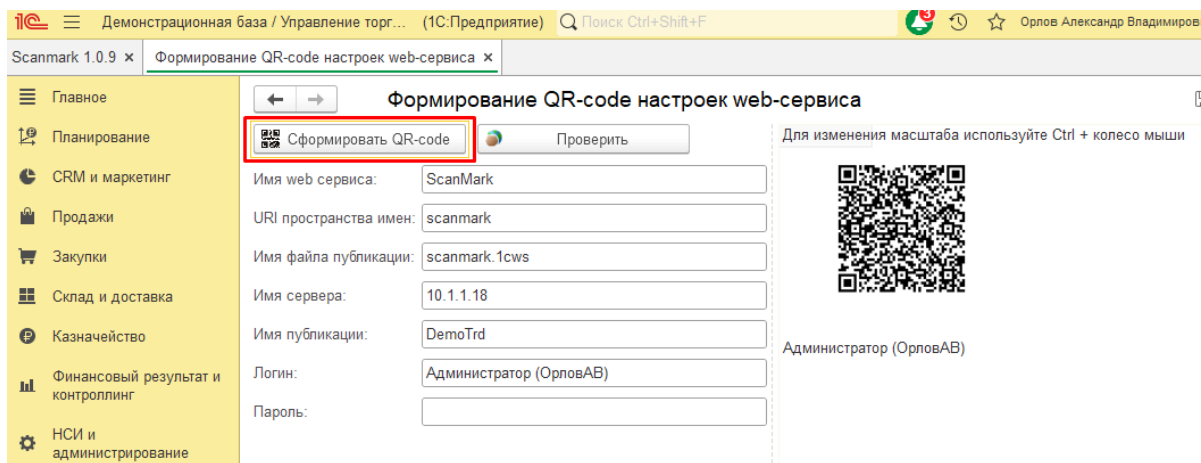 1С Демонстрационная база / Управление торг... (1С:Предприятие) Поиск Ctrl+Shift+F 3 Орлов Александр Владимиров
Scanmark 1.0.9 × Формирование QR-code настроек web-сервиса ×
Главное
Планирование
CRM и маркетинг
Продажи
Закупки
Склад и доставка
Казначейство
Финансовый результат и
контроллинг
НСИ и
администрирование
Формирование QR-code настроек web-сервиса
Сформировать QR-code Проверить
Имя web сервиса: ScanMark
URI пространства имен: scanmark
Имя файла публикации: scanmark.1cws
Имя сервера: 10.1.1.18
Имя публикации: DemoTrd
Логин: Администратор (ОрловАВ)
Пароль:
Для изменения масштаба используйте Ctrl + колесо мыши
Администратор (ОрловАВ)